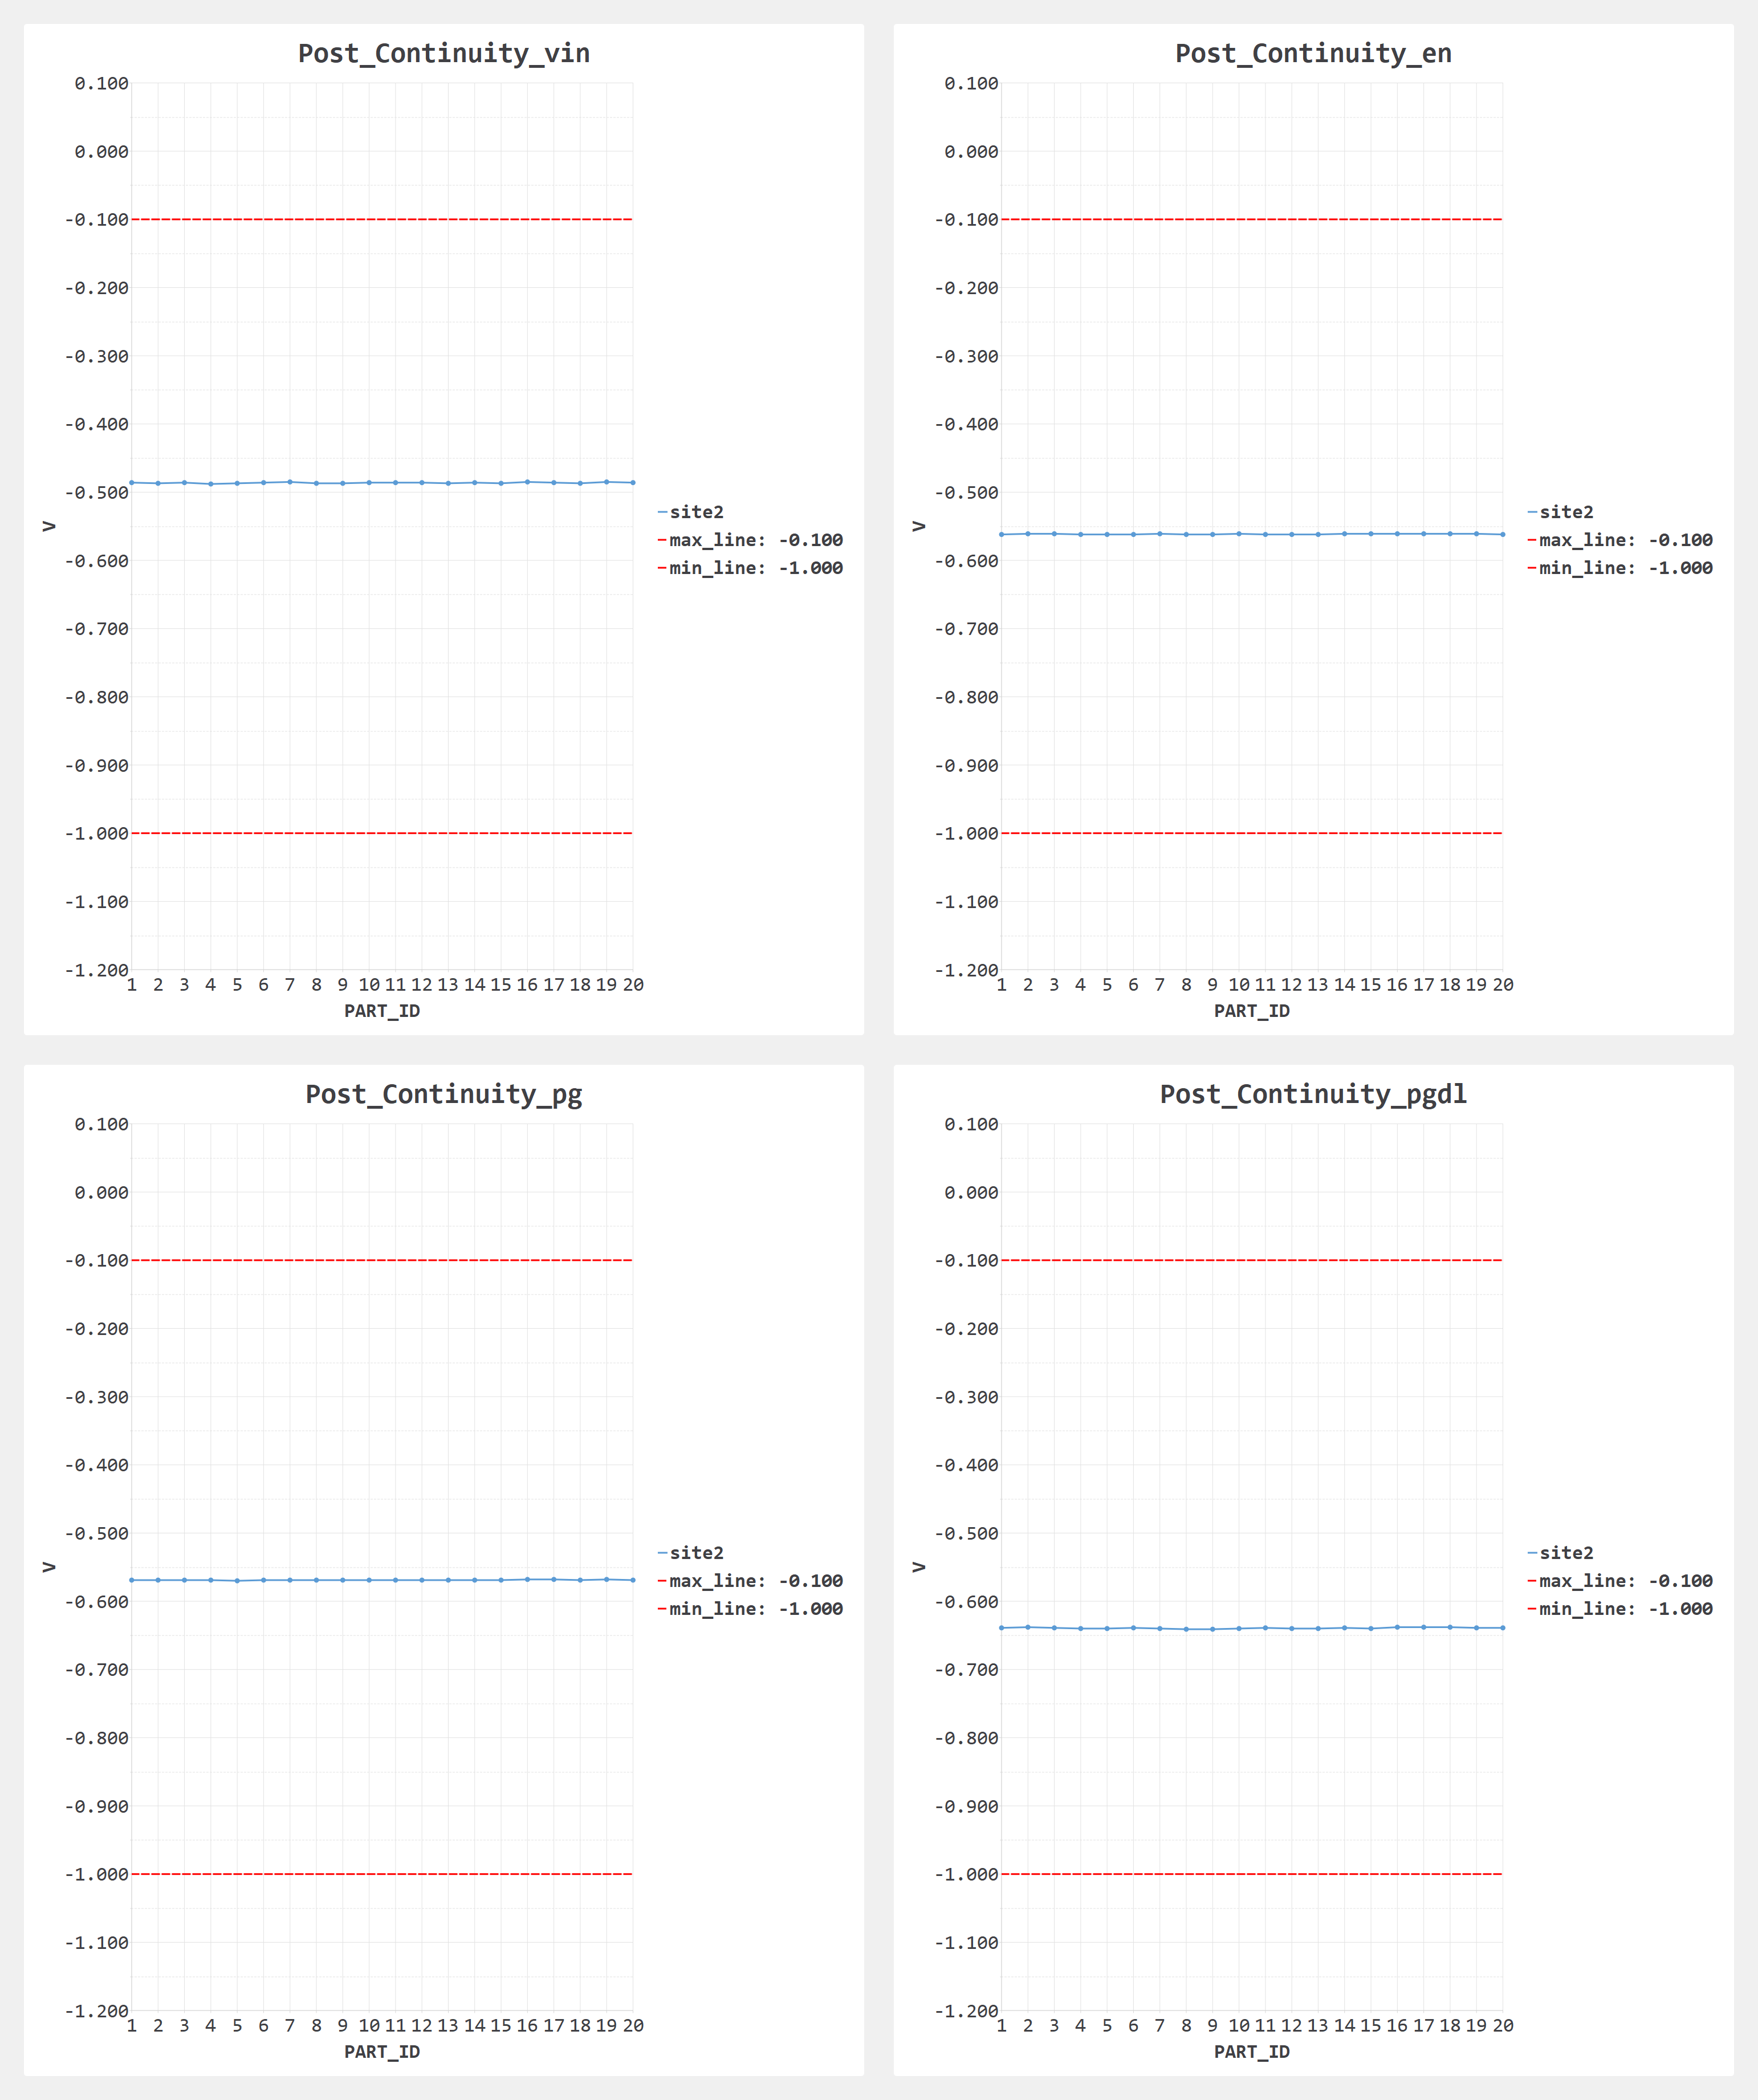 Post_Continuity_vin
0.100
0.000
-0.100
-0.200
-0.300
-0.400
-0.500
-0.600
-0.700
-0.800
-0.900
-1.000
-1.100
-1.200
V
1 2 3 4 5 6 7 8 9 10 11 12 13 14 15 16 17 18 19 20
PART_ID
site2
max_line: -0.100
min_line: -1.000
Post_Continuity_en
0.100
0.000
-0.100
-0.200
-0.300
-0.400
-0.500
-0.600
-0.700
-0.800
-0.900
-1.000
-1.100
-1.200
V
1 2 3 4 5 6 7 8 9 10 11 12 13 14 15 16 17 18 19 20
PART_ID
site2
max_line: -0.100
min_line: -1.000
Post_Continuity_pg
0.100
0.000
-0.100
-0.200
-0.300
-0.400
-0.500
-0.600
-0.700
-0.800
-0.900
-1.000
-1.100
-1.200
V
1 2 3 4 5 6 7 8 9 10 11 12 13 14 15 16 17 18 19 20
PART_ID
site2
max_line: -0.100
min_line: -1.000
Post_Continuity_pgdl
0.100
0.000
-0.100
-0.200
-0.300
-0.400
-0.500
-0.600
-0.700
-0.800
-0.900
-1.000
-1.100
-1.200
V
1 2 3 4 5 6 7 8 9 10 11 12 13 14 15 16 17 18 19 20
PART_ID
site2
max_line: -0.100
min_line: -1.000